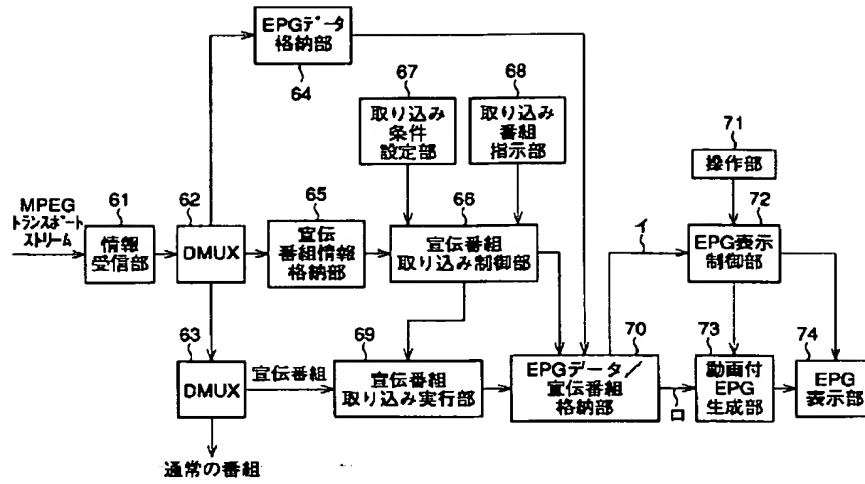 EPGデータ
格納部
64
67
68
取り込み
条件
設定部
取り込み
番組
指示部
71
操作部
MPEG
トランスポート
ストリーム
61
情報
受信部
62
DMUX
65
宣伝
番組情報
格納部
66
宣伝番組
取り込み制御部
イ
72
EPG表示
制御部
63
DMUX
宣伝番組
69
宣伝番組
取り込み実行部
70
EPGデータ/
宣伝番組
格納部
ロ
73
動画付
EPG
生成部
74
EPG
表示部
通常の番組